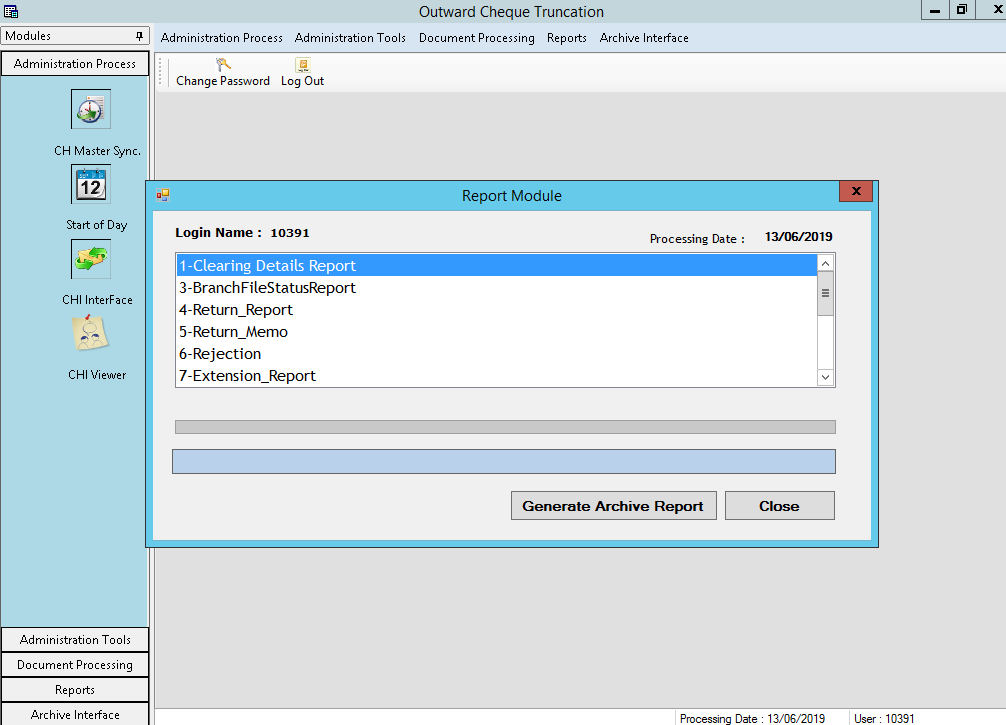 Outward Cheque Truncation
Modules
Administration Process Administration Tools Document Processing Reports Archive Interface
Administration Process
Change Password Log Out
CH Master Sync.
12
Start of Day
CHI InterFace
CHI Viewer
Report Module
X
Login Name : 10391
Processing Date : 13/06/2019
1-Clearing Details Report
3-BranchFileStatusReport
4-Return_Report
5-Return_Memo
6-Rejection
7-Extension_Report
Generate Archive Report Close
Administration Tools
Document Processing
Reports
Archive Interface
Processing Date : 13/06/2019 User : 10391